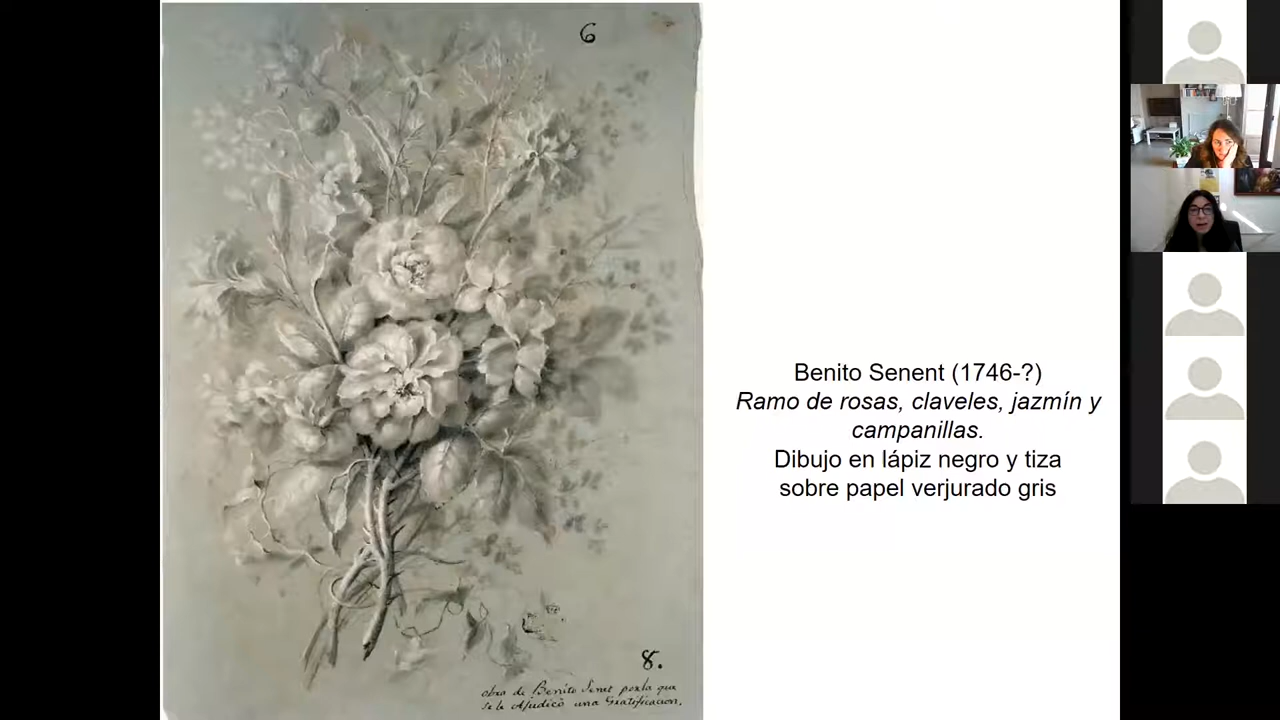 6
8.
obra de Benito Senet por la que
se le Ajudicò una Gratificacion.
Benito Senent (1746-?)
Ramo de rosas, claveles, jazmín y
campanillas.
Dibujo en lápiz negro y tiza
sobre papel verjurado gris